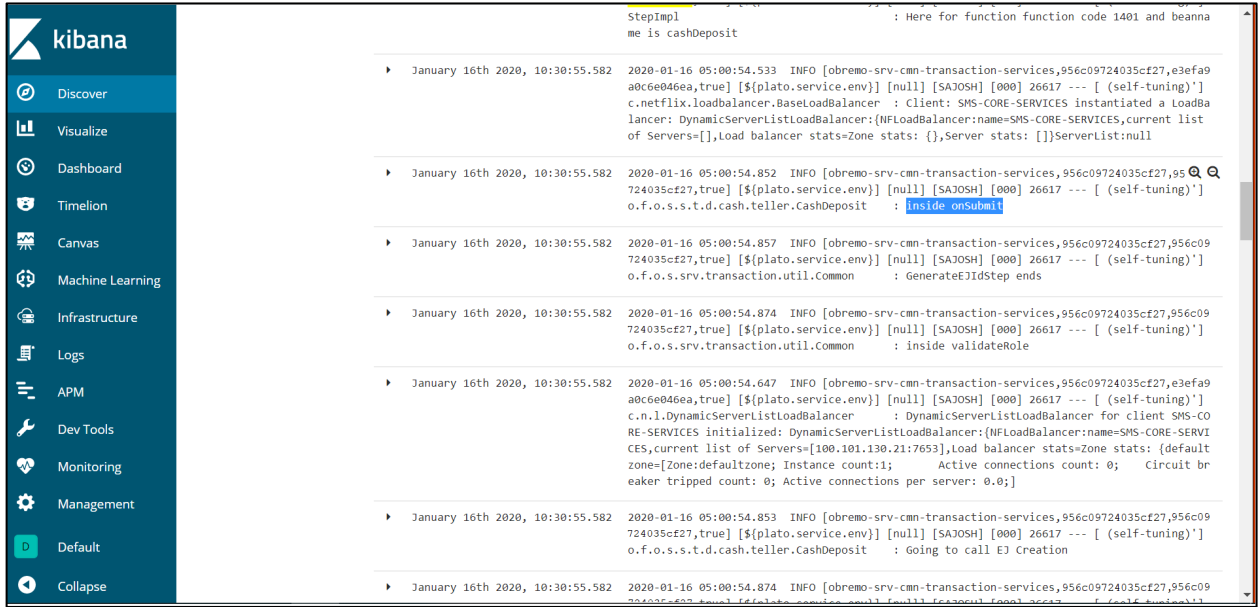 kibana
Discover
Visualize
Dashboard
Timelion
Canvas
Machine Learning
Infrastructure
Logs
APM
Dev Tools
Monitoring
Management
D Default
Collapse
StepImpl : Here for function function code 1401 and beanna
me is cashDeposit
January 16th 2020, 10:30:55.582 2020-01-16 05:00:54.533 INFO [obremo-srv-cmn-transaction-services,956c09724035cf27,e3efa9
a0c6e046ea,true] [${plato.service.env}] [null] [SAJOSH] [000] 26617 --- [ (self-tuning)']
c.netflix.loadbalancer.BaseLoadBalancer : Client: SMS-CORE-SERVICES instantiated a LoadBa
lancer: DynamicServerListLoadBalancer:{NFLoadBalancer:name=SMS-CORE-SERVICES,current list
of Servers=[],Load balancer stats=Zone stats: {},Server stats: []}ServerList:null
January 16th 2020, 10:30:55.582 2020-01-16 05:00:54.852 INFO [obremo-srv-cmn-transaction-services,956c09724035cf27,95
724035cf27,true] [${plato.service.env}] [null] [SAJOSH] [000] 26617 --- [ (self-tuning)']
o.f.o.s.s.t.d.cash.teller.CashDeposit : inside onSubmit
January 16th 2020, 10:30:55.582 2020-01-16 05:00:54.857 INFO [obremo-srv-cmn-transaction-services,956c09724035cf27,956c09
724035cf27,true] [${plato.service.env}] [null] [SAJOSH] [000] 26617 --- [ (self-tuning)']
o.f.o.s.srv.transaction.util.Common : GenerateEJIdStep ends
January 16th 2020, 10:30:55.582 2020-01-16 05:00:54.874 INFO [obremo-srv-cmn-transaction-services,956c09724035cf27,956c09
724035cf27,true] [${plato.service.env}] [null] [SAJOSH] [000] 26617 --- [ (self-tuning)']
o.f.o.s.srv.transaction.util.Common : inside validateRole
January 16th 2020, 10:30:55.582 2020-01-16 05:00:54.647 INFO [obremo-srv-cmn-transaction-services,956c09724035cf27,e3efa9
a0c6e046ea,true] [${plato.service.env}] [null] [SAJOSH] [000] 26617 --- [ (self-tuning)']
c.n.l.DynamicServerListLoadBalancer : DynamicServerListLoadBalancer for client SMS-CO
RE-SERVICES initialized: DynamicServerListLoadBalancer:{NFLoadBalancer:name=SMS-CORE-SERVI
CES,current list of Servers=[100.101.130.21:7653],Load balancer stats=Zone stats: {default
zone=[Zone:defaultzone; Instance count:1; Active connections count: 0; Circuit br
eaker tripped count: 0; Active connections per server: 0.0;]
January 16th 2020, 10:30:55.582 2020-01-16 05:00:54.853 INFO [obremo-srv-cmn-transaction-services,956c09724035cf27,956c09
724035cf27,true] [${plato.service.env}] [null] [SAJOSH] [000] 26617 --- [ (self-tuning)']
o.f.o.s.s.t.d.cash.teller.CashDeposit : Going to call EJ Creation
January 16th 2020, 10:30:55.582 2020-01-16 05:00:54.874 INFO [obremo-srv-cmn-transaction-services,956c09724035cf27,956c09